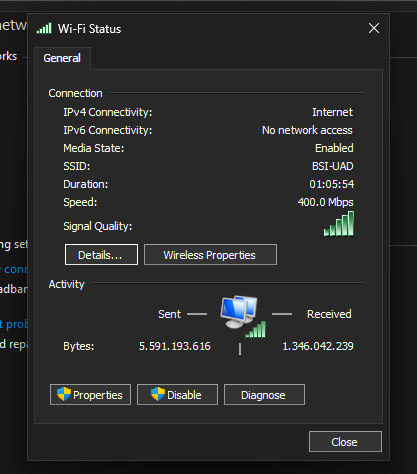 netw
Wi-Fi Status
orks
General
Connection
IPv4 Connectivity: Internet
IPv6 Connectivity: No network access
Media State: Enabled
SSID: BSI-UAD
Duration: 01:05:54
Speed: 400.0 Mbps
Signal Quality:
ng set
Details... Wireless Properties
y conn
adban
Activity
Sent Received
t prob
d repa
Bytes: 5.591.193.616 1.346.042.239
Properties Disable Diagnose
Close